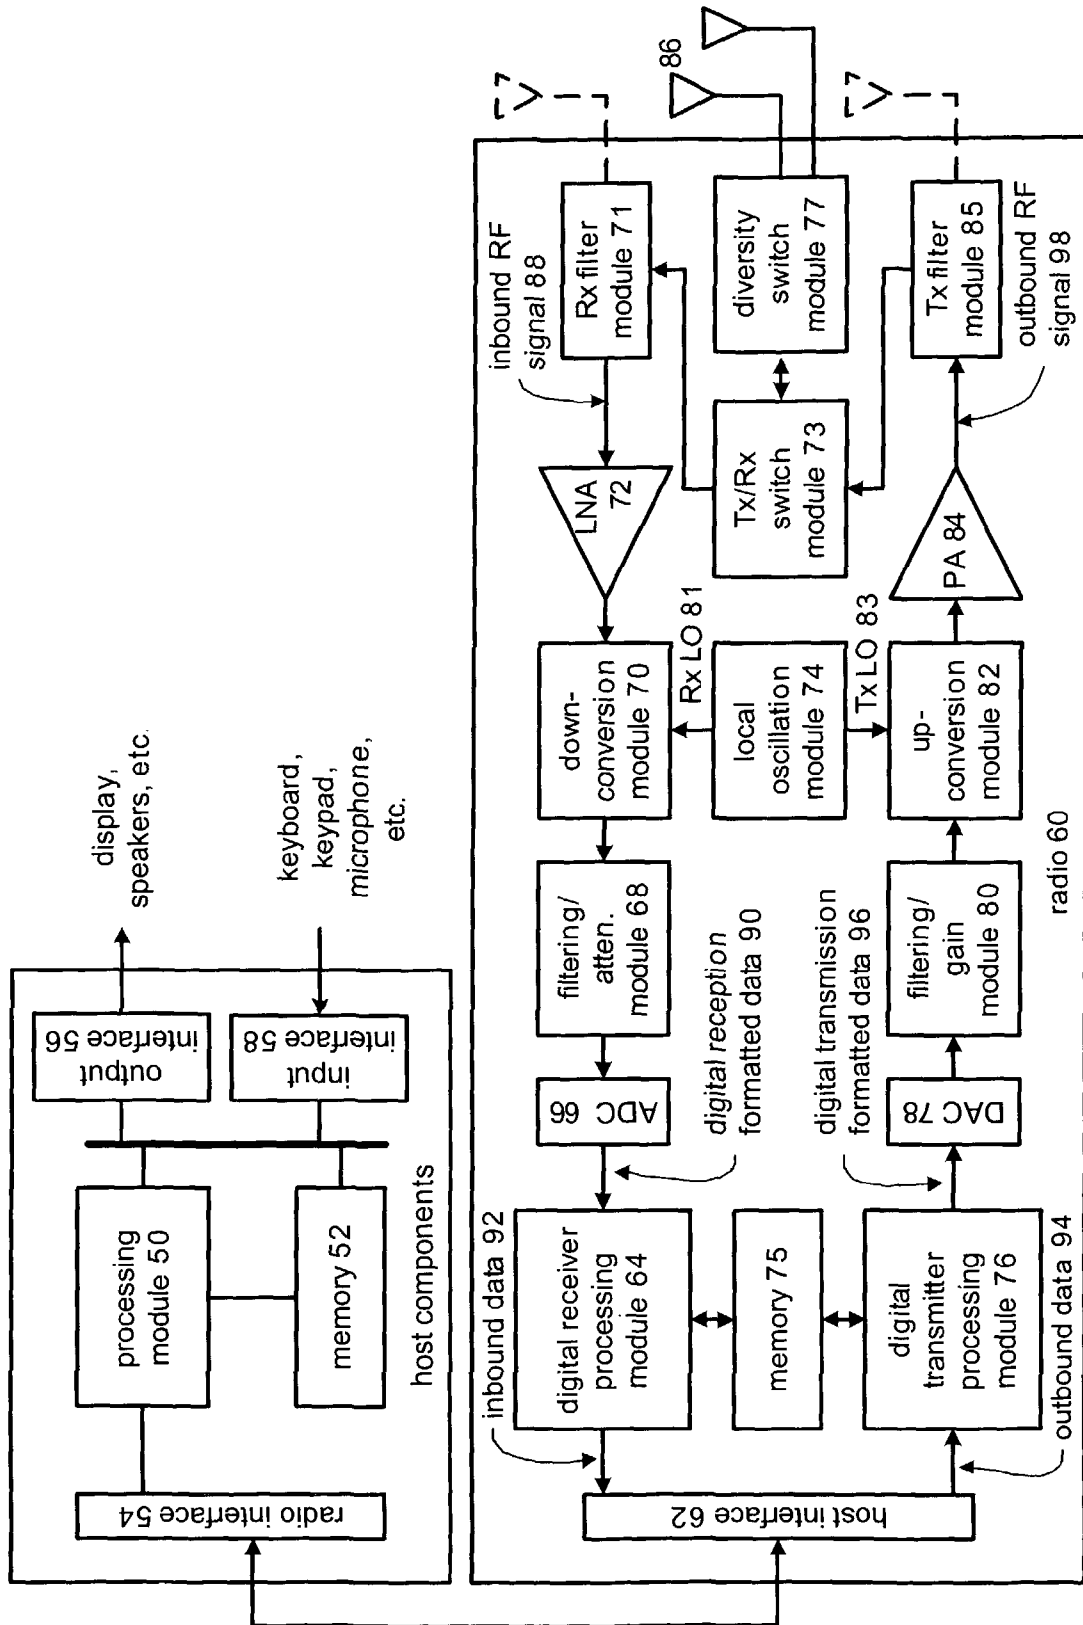 radio interface 54
processing
module 50
memory 52
output
interface 56
input
interface 58
host components
display,
speakers, etc.
keyboard,
keypad,
microphone,
etc.
host interface 62
inbound data 92
digital receiver
processing
module 64
memory 75
digital
transmitter
processing
module 76
outbound data 94
ADC 66
digital reception
formatted data 90
digital transmission
formatted data 96
DAC 78
filtering/
atten.
module 68
filtering/
gain
module 80
radio 60
down-
conversion
module 70
Rx LO 81
local
oscillation
module 74
Tx LO 83
up-
conversion
module 82
LNA
72
Tx/Rx
switch
module 73
PA 84
inbound RF
signal 88
Rx filter
module 71
diversity
switch
module 77
Tx filter
module 85
outbound RF
signal 98
86